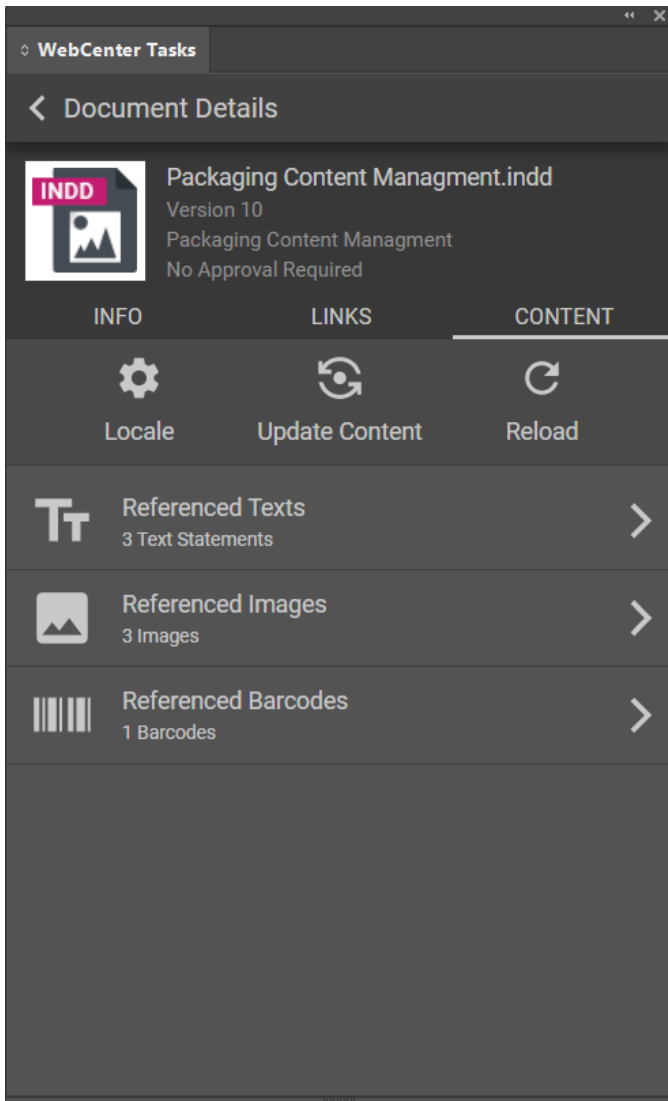 WebCenter Tasks
Document Details
INDD
Packaging Content Managment.indd
Version 10
Packaging Content Managment
No Approval Required
INFO LINKS CONTENT
Locale Update Content Reload
Referenced Texts
3 Text Statements
Referenced Images
3 Images
Referenced Barcodes
1 Barcodes